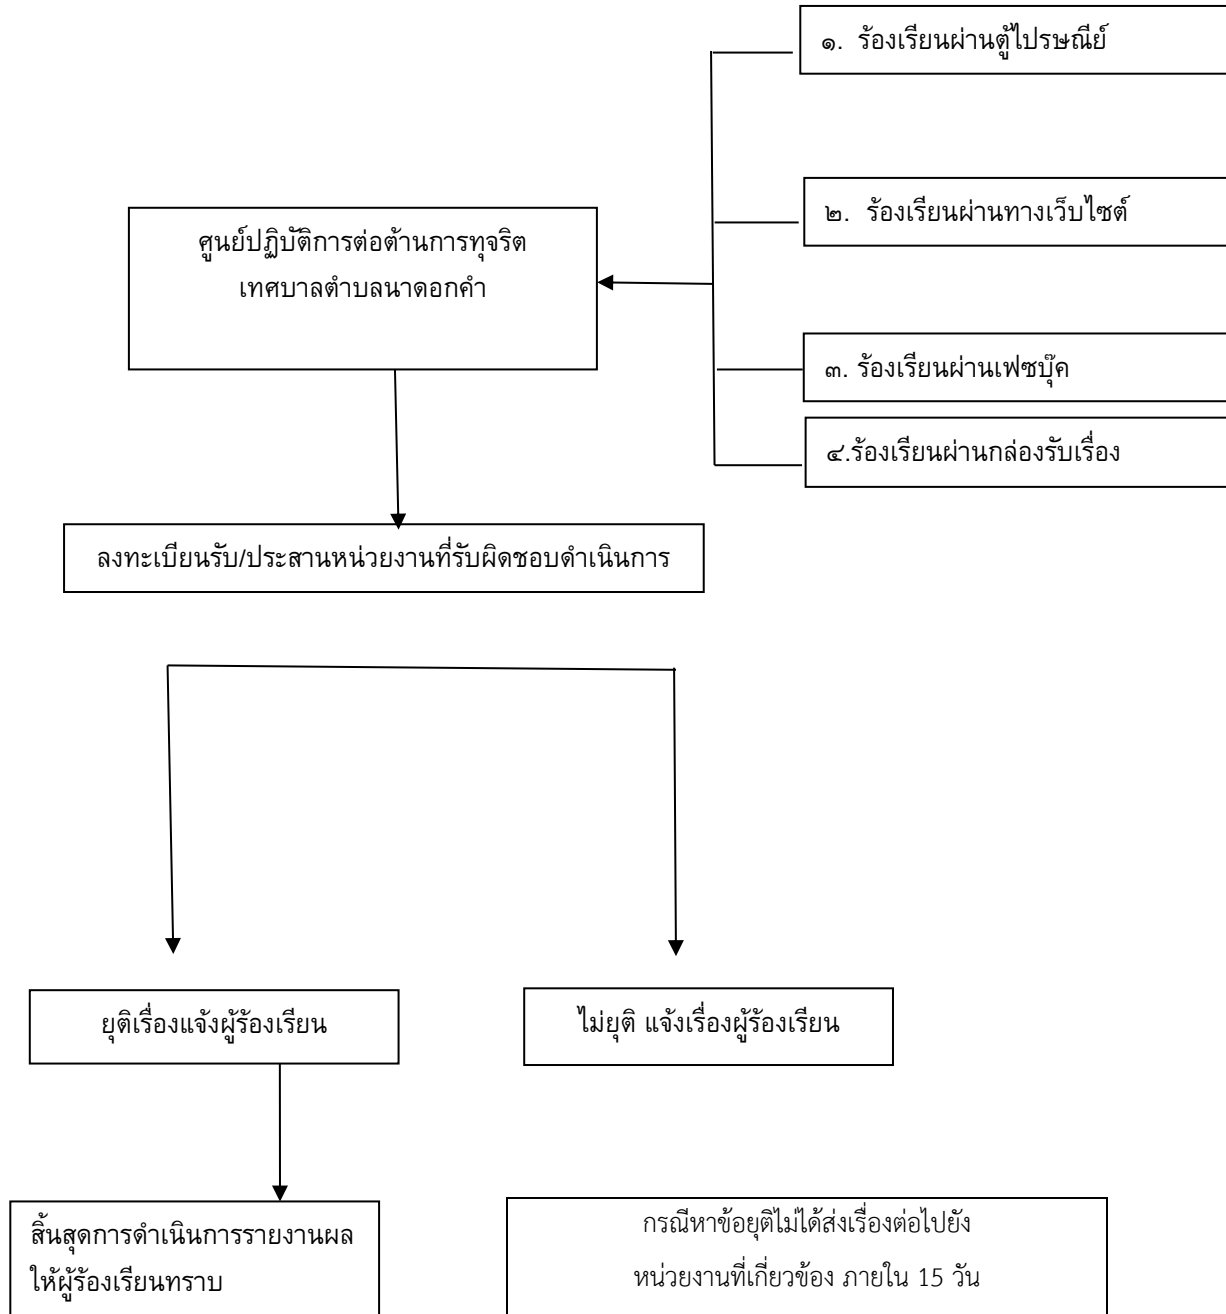 ๑. ร้องเรียนผ่านตู้ไปรษณีย์
๒. ร้องเรียนผ่านทางเว็บไซต์
ศูนย์ปฏิบัติการต่อต้านการทุจริต
เทศบาลตำบลนาดอกคำ
๓. ร้องเรียนผ่านเฟซบุ๊ค
๔.ร้องเรียนผ่านกล่องรับเรื่อง
ลงทะเบียนรับ/ประสานหน่วยงานที่รับผิดชอบดำเนินการ
ยุติเรื่องแจ้งผู้ร้องเรียน
ไม่ยุติ แจ้งเรื่องผู้ร้องเรียน
สิ้นสุดการดำเนินการรายงานผล
ให้ผู้ร้องเรียนทราบ
กรณีหาข้อยุติไม่ได้ส่งเรื่องต่อไปยัง
หน่วยงานที่เกี่ยวข้อง ภายใน 15 วัน